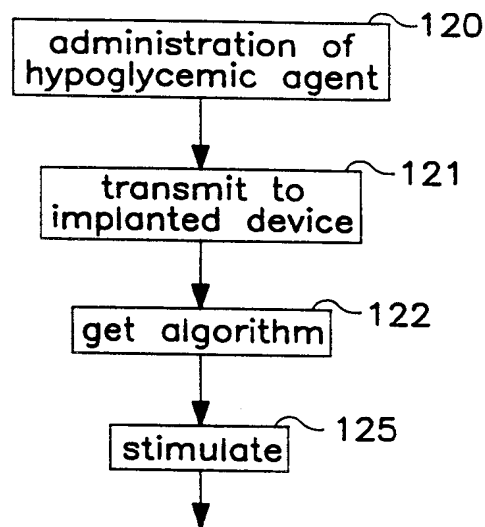 administration of
hypoglycemic agent
120
transmit to
implanted device
121
get algorithm
122
stimulate
125